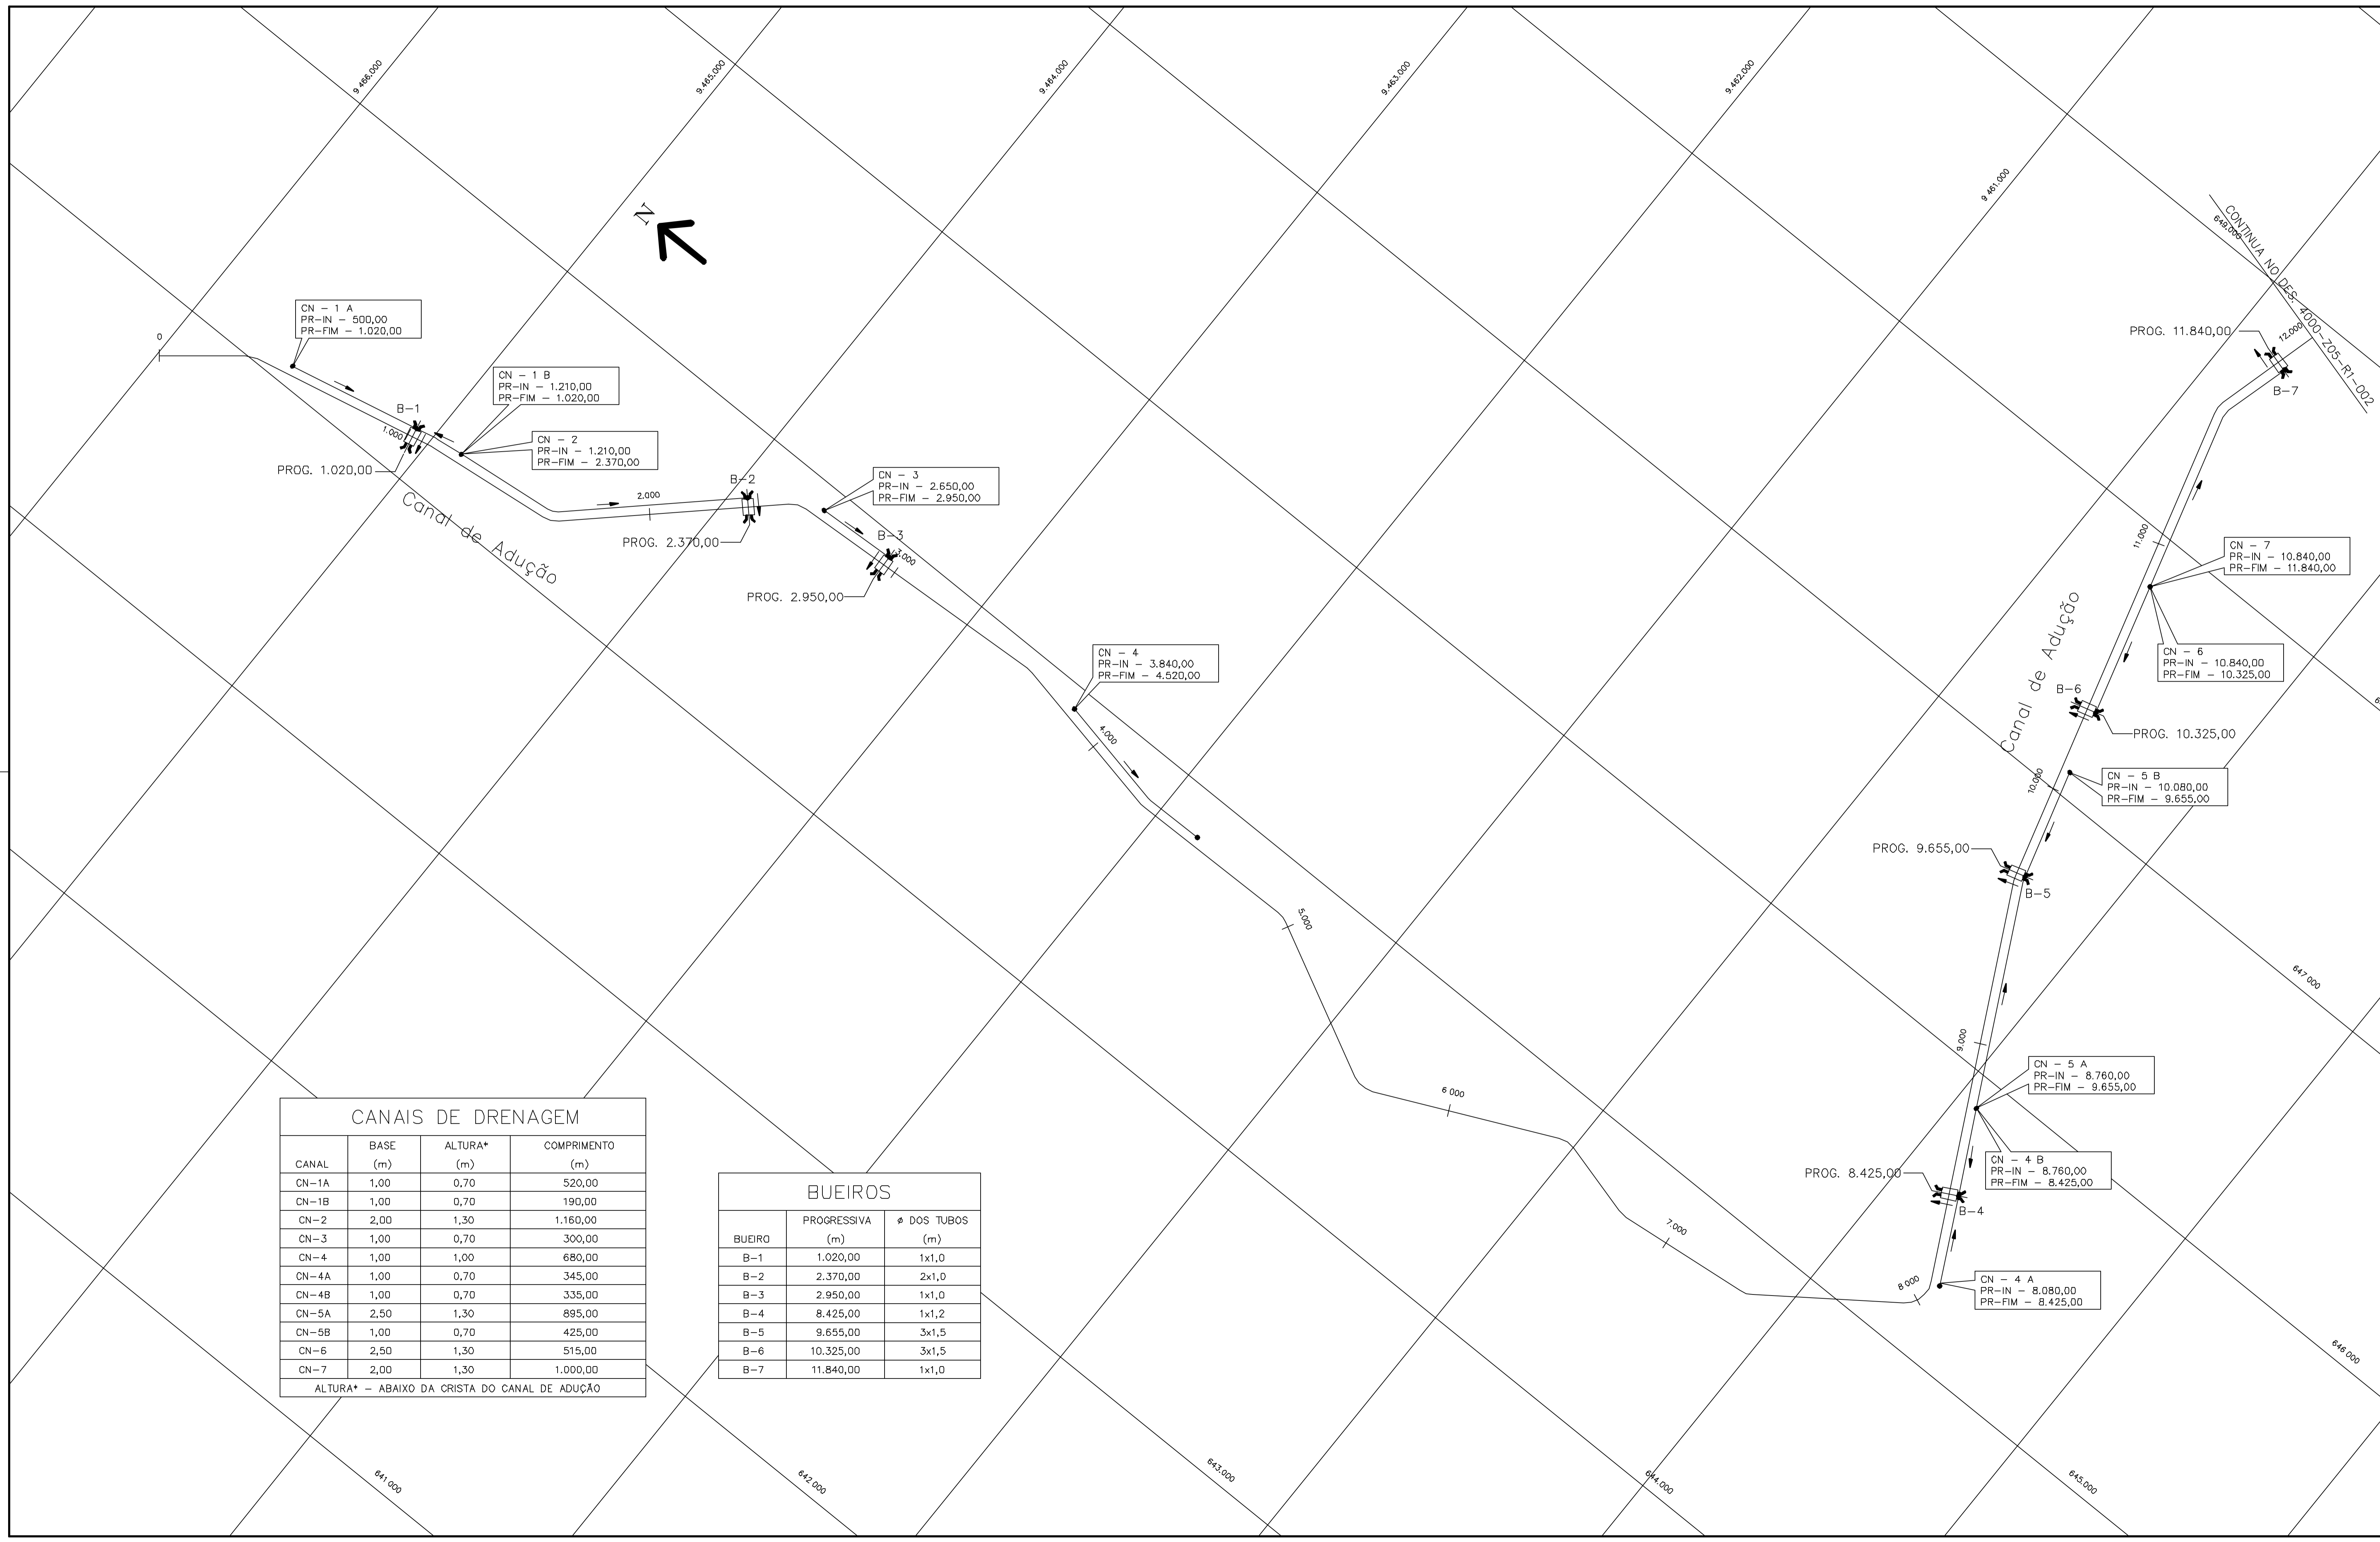 9.466.000
9.465.000
9.464.000
9.463.000
9.462.000
9.461.000
649.000
CONTINUA NO DES. 4000-Z05-R1-002
N
0
CN - 1 A
PR-IN - 500,00
PR-FIM - 1.020,00
B-1
1.000
PROG. 1.020,00
CN - 1 B
PR-IN - 1.210,00
PR-FIM - 1.020,00
CN - 2
PR-IN - 1.210,00
PR-FIM - 2.370,00
Canal de Adução
2.000
B-2
PROG. 2.370,00
CN - 3
PR-IN - 2.650,00
PR-FIM - 2.950,00
B-3
3.000
PROG. 2.950,00
CN - 4
PR-IN - 3.840,00
PR-FIM - 4.520,00
4.000
5.000
6 000
7.000
8 000
PROG. 11.840,00
12.000
B-7
11.000
CN - 7
PR-IN - 10.840,00
PR-FIM - 11.840,00
CN - 6
PR-IN - 10.840,00
PR-FIM - 10.325,00
Canal de Adução
B-6
PROG. 10.325,00
10.000
CN - 5 B
PR-IN - 10.080,00
PR-FIM - 9.655,00
PROG. 9.655,00
B-5
647 000
9.000
CN - 5 A
PR-IN - 8.760,00
PR-FIM - 9.655,00
CN - 4 B
PR-IN - 8.760,00
PR-FIM - 8.425,00
PROG. 8.425,00
B-4
CN - 4 A
PR-IN - 8.080,00
PR-FIM - 8.425,00
646 000
CANAIS DE DRENAGEM
CANAL BASE (m) ALTURA* (m) COMPRIMENTO (m)
CN-1A 1,00 0,70 520,00
CN-1B 1,00 0,70 190,00
CN-2 2,00 1,30 1.160,00
CN-3 1,00 0,70 300,00
CN-4 1,00 1,00 680,00
CN-4A 1,00 0,70 345,00
CN-4B 1,00 0,70 335,00
CN-5A 2,50 1,30 895,00
CN-5B 1,00 0,70 425,00
CN-6 2,50 1,30 515,00
CN-7 2,00 1,30 1.000,00
ALTURA* - ABAIXO DA CRISTA DO CANAL DE ADUÇÃO
BUEIROS
BUEIRO PROGRESSIVA (m) ø DOS TUBOS (m)
B-1 1.020,00 1x1,0
B-2 2.370,00 2x1,0
B-3 2.950,00 1x1,0
B-4 8.425,00 1x1,2
B-5 9.655,00 3x1,5
B-6 10.325,00 3x1,5
B-7 11.840,00 1x1,0
641.000
642.000
643.000
644.000
645.000